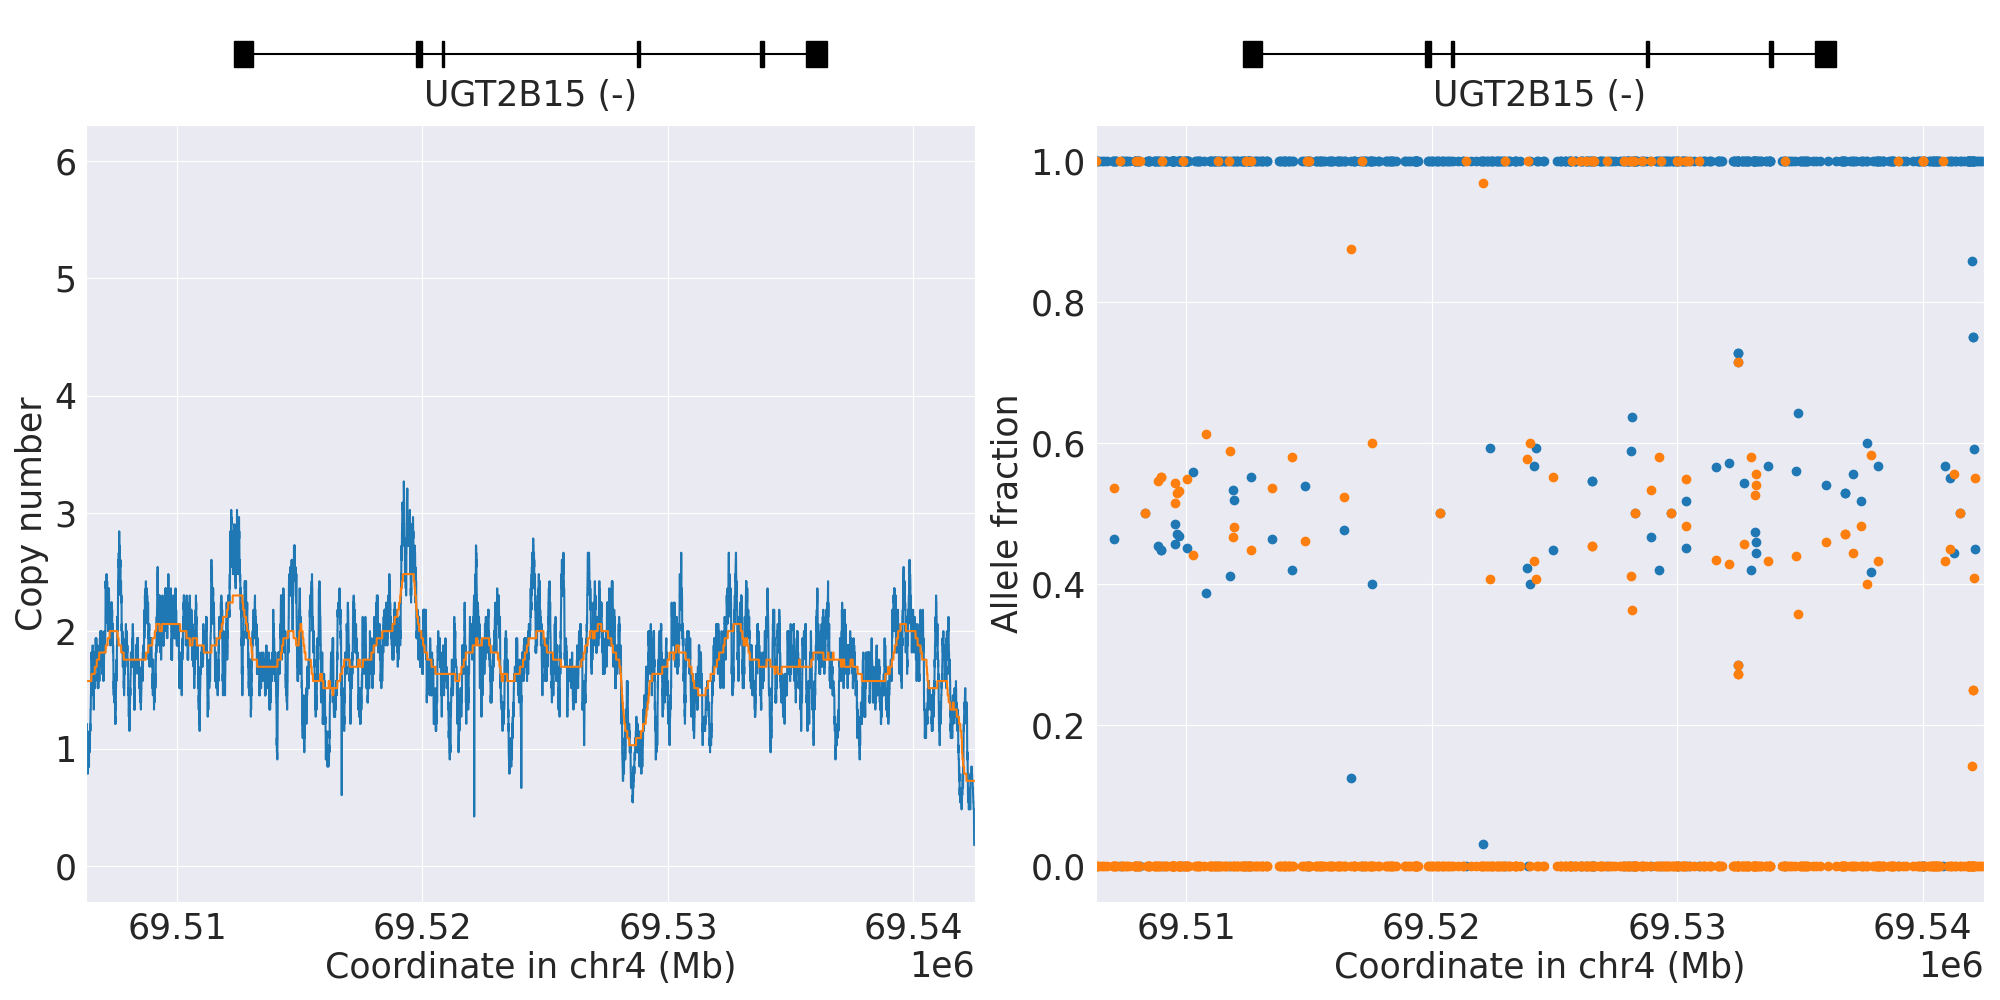 UGT2B15 (-)
UGT2B15 (-)
Copy number
6
5
4
3
2
1
0
69.51 69.52 69.53 69.54
Coordinate in chr4 (Mb)
1e6
Allele fraction
1.0
0.8
0.6
0.4
0.2
0.0
69.51 69.52 69.53 69.54
Coordinate in chr4 (Mb)
1e6